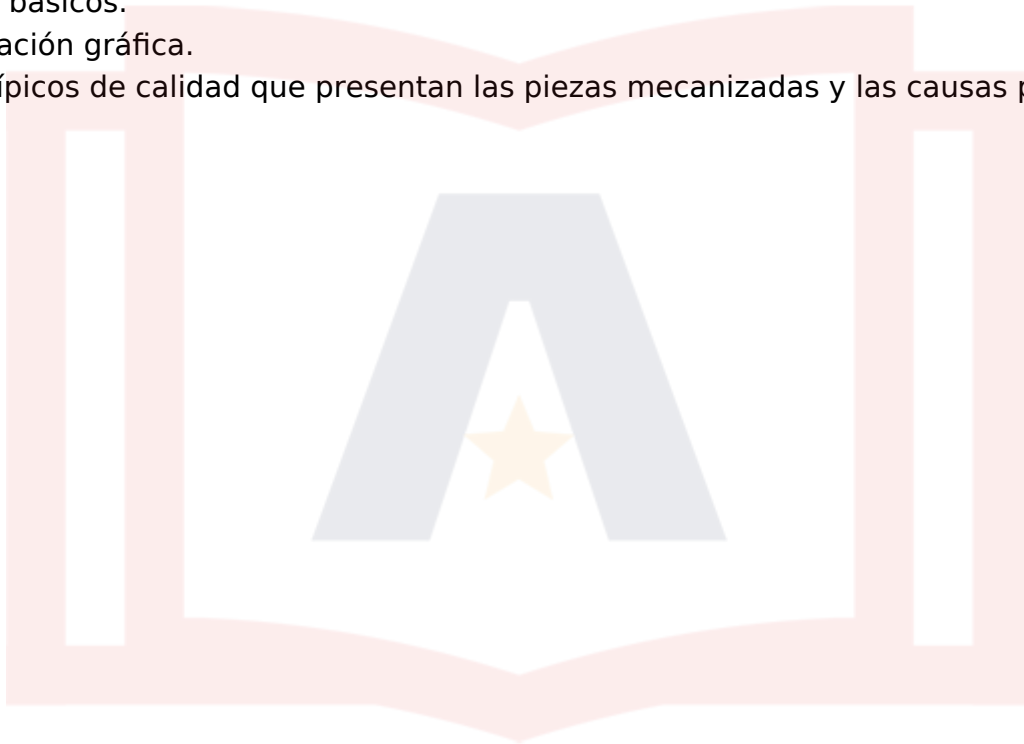 básicos.
ación gráfica.
ípicos de calidad que presentan las piezas mecanizadas y las causas p